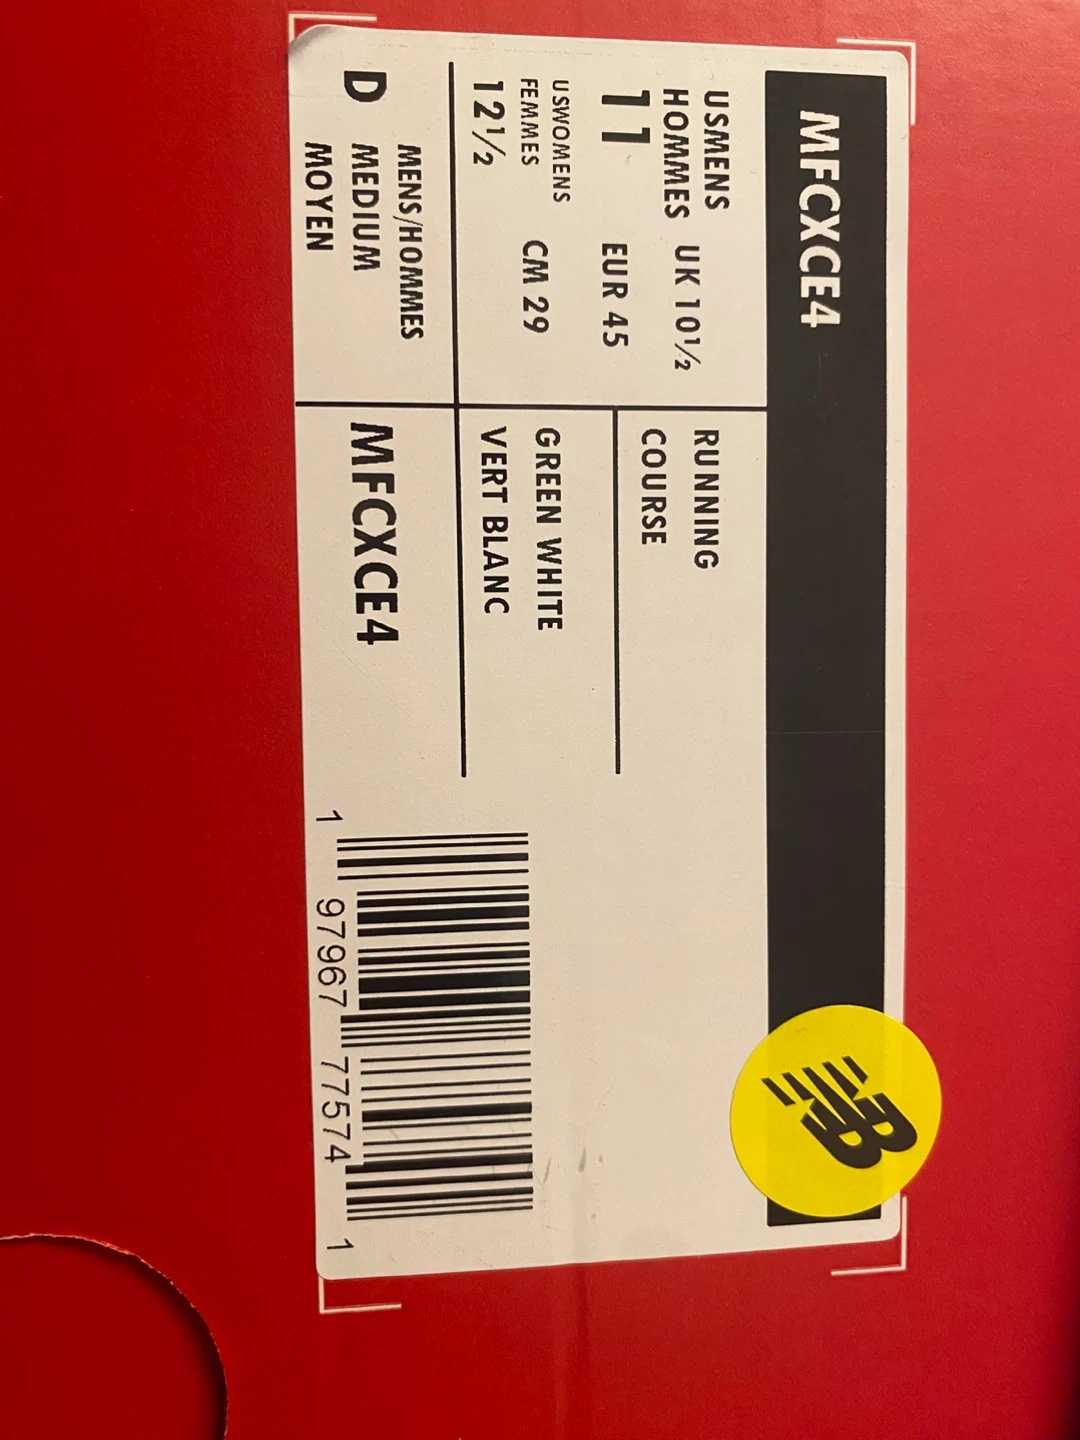 MFCXCE4
USMENS
HOMMES
11
UK 10½
EUR 45
USWOMENS
FEMMES
12½
CM 29
RUNNING
COURSE
GREEN WHITE
VERT BLANC
D
MENS/HOMMES
MEDIUM
MOYEN
MFCXCE4
1 97967 77574 1
NB